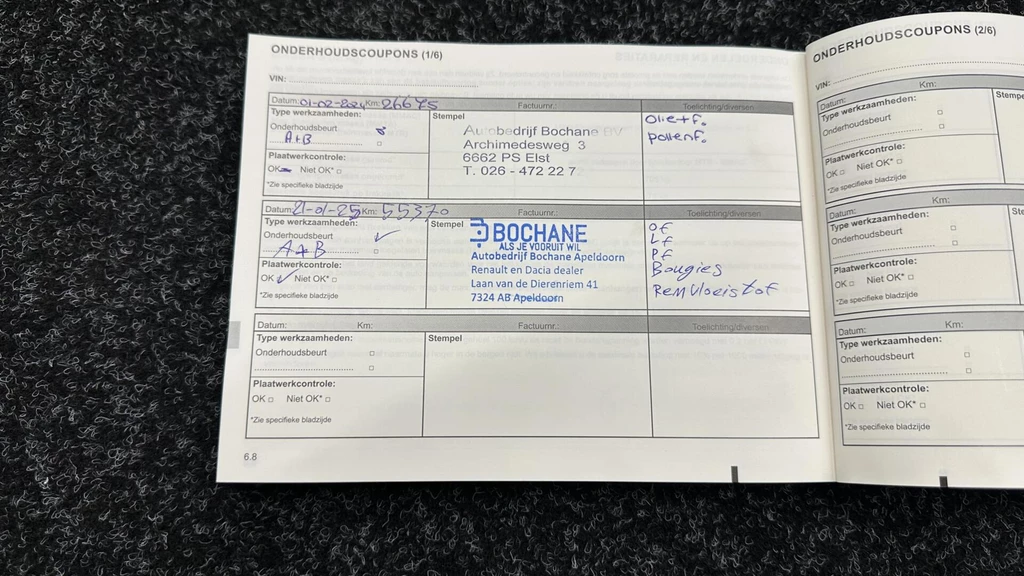 ONDERHOUDSCOUPONS (1/6)
VIN:
Datum: 01-02-2024 Km: 26675 Factuurnr.: Toelichting/diversen
Type werkzaamheden: Stempel
Onderhoudsbeurt
A+B
Plaatwerkcontrole:
OK Niet OK*
*Zie specifieke bladzijde
Autobedrijf Bochane BV
Archimedesweg 3
6662 PS Elst
T. 026 - 472 22 7
Olie+f.
pollenf.
Datum: 21-01-25 Km: 55370 Factuurnr.: Toelichting/diversen
Type werkzaamheden: Stempel
Onderhoudsbeurt
A+B
Plaatwerkcontrole:
OK Niet OK*
*Zie specifieke bladzijde
BOCHANE
ALS JE VOORUIT WIL
Autobedrijf Bochane Apeldoorn
Renault en Dacia dealer
Laan van de Dierenriem 41
7324 AB Apeldoorn
Of
Lf
Pf
Bougies
Remvloeistof
Datum: Km: Factuurnr.: Toelichting/diversen
Type werkzaamheden: Stempel
Onderhoudsbeurt
Plaatwerkcontrole:
OK Niet OK*
*Zie specifieke bladzijde
6.8
ONDERHOUDSCOUPONS (2/6)
VIN:
Datum: Km:
Type werkzaamheden: Stempe
Onderhoudsbeurt
Plaatwerkcontrole:
OK Niet OK*
*Zie specifieke bladzijde
Datum: Km:
Type werkzaamheden: Ste
Onderhoudsbeurt
Plaatwerkcontrole:
OK Niet OK*
*Zie specifieke bladzijde
Datum: Km:
Type werkzaamheden:
Onderhoudsbeurt
Plaatwerkcontrole:
OK Niet OK*
*Zie specifieke bladzijde